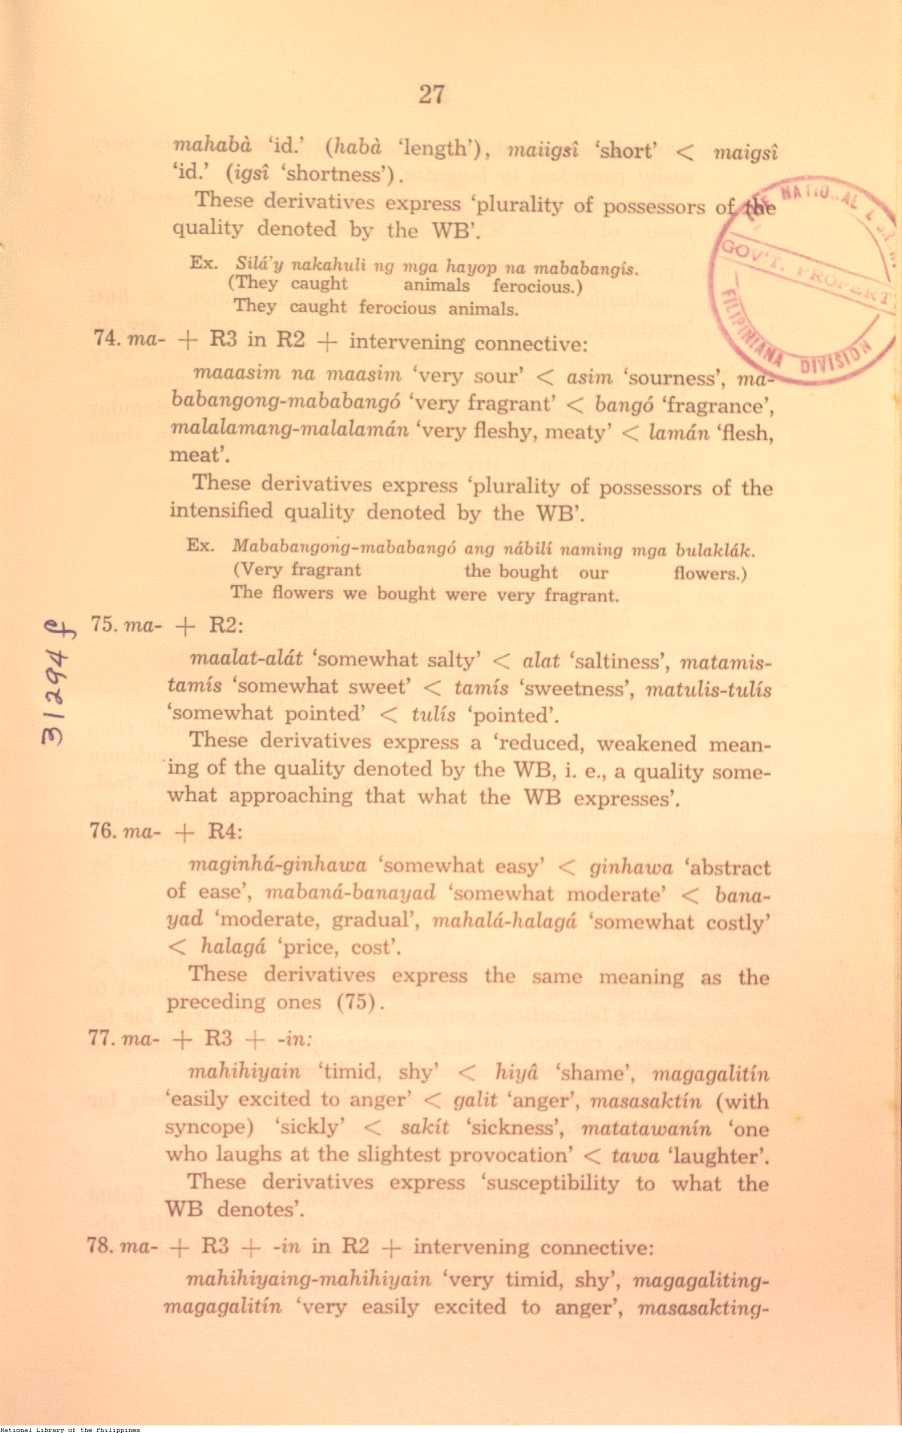 27
mahabà ‘id.’ (habà ‘length’), maiigsî ‘short’ < maigsî
‘id.’ (igsî ‘shortness’).
These derivatives express ‘plurality of possessors of the
quality denoted by the WB’.
Ex. Silá’y nakahuli ng mga hayop na mababangís.
(They caught animals ferocious.)
They caught ferocious animals.
THE NATIONAL
GOV'T. PROPERTY
FILIPINIANA DIVISION
74. ma- + R3 in R2 + intervening connective:
maaasim na maasim ‘very sour’ < asim ‘sourness’, ma-
babangong-mababangó ‘very fragrant’ < bangó ‘fragrance’,
malalamang-malalamán ‘very fleshy, meaty’ < lamán ‘flesh,
meat’.
These derivatives express ‘plurality of possessors of the
intensified quality denoted by the WB’.
Ex. Mababangong-mababangó ang nábilí naming mga bulaklák.
(Very fragrant the bought our flowers.)
The flowers we bought were very fragrant.
31294
75. ma- + R2:
maalat-alát ‘somewhat salty’ < alat ‘saltiness’, matamis-
tamís ‘somewhat sweet’ < tamís ‘sweetness’, matulis-tulís
‘somewhat pointed’ < tulís ‘pointed’.
These derivatives express a ‘reduced, weakened mean-
ing of the quality denoted by the WB, i. e., a quality some-
what approaching that what the WB expresses’.
76. ma- + R4:
maginhá-ginhawa ‘somewhat easy’ < ginhawa ‘abstract
of ease’, mabaná-banayad ‘somewhat moderate’ < bana-
yad ‘moderate, gradual’, mahalá-halagá ‘somewhat costly’
< halagá ‘price, cost’.
These derivatives express the same meaning as the
preceding ones (75).
77. ma- + R3 + -in:
mahihiyain ‘timid, shy’ < hiyâ ‘shame’, magagalitín
‘easily excited to anger’ < galit ‘anger’, masasaktín (with
syncope) ‘sickly’ < sakít ‘sickness’, matatawanín ‘one
who laughs at the slightest provocation’ < tawa ‘laughter’.
These derivatives express ‘susceptibility to what the
WB denotes’.
78. ma- + R3 + -in in R2 + intervening connective:
mahihiyaing-mahihiyain ‘very timid, shy’, magagaliting-
magagalitín ‘very easily excited to anger’, masasakting-
National Library of the Philippines